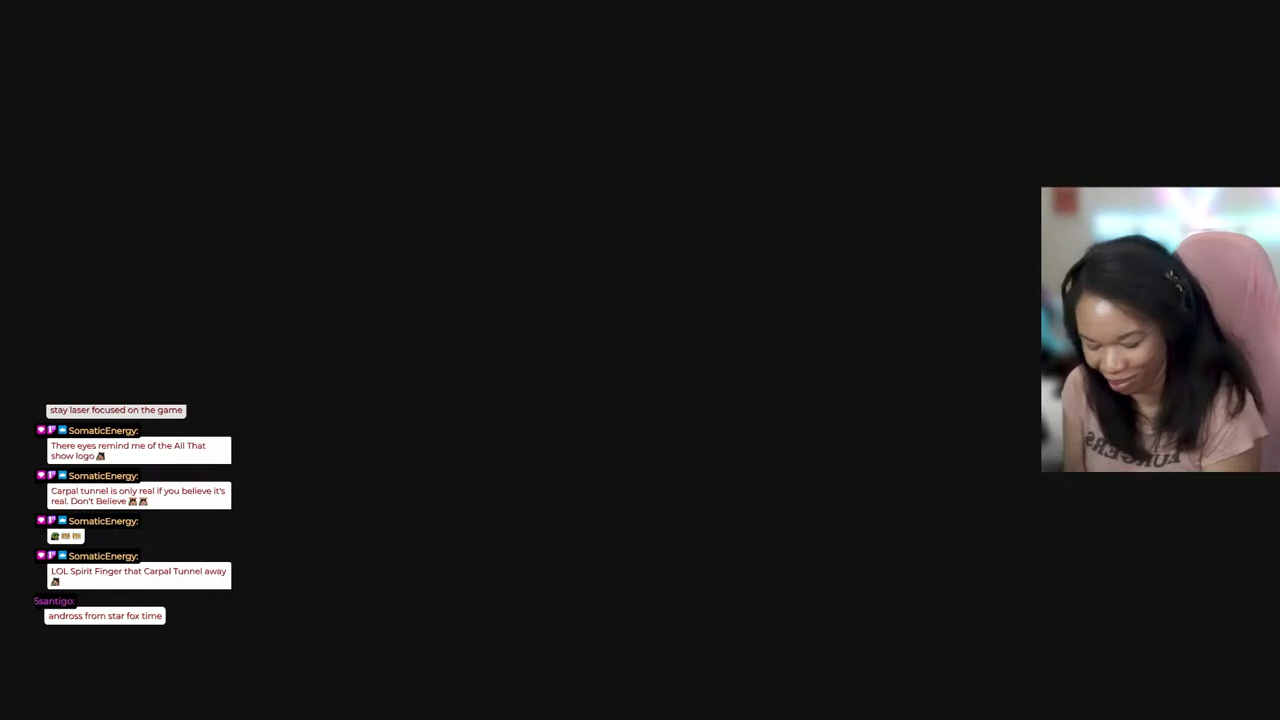 stay laser focused on the game
SomaticEnergy:
There eyes remind me of the All That
show logo
SomaticEnergy:
Carpal tunnel is only real if you believe it's
real. Don't Believe
SomaticEnergy:
SomaticEnergy:
LOL Spirit Finger that Carpal Tunnel away
5santigo:
andross from star fox time